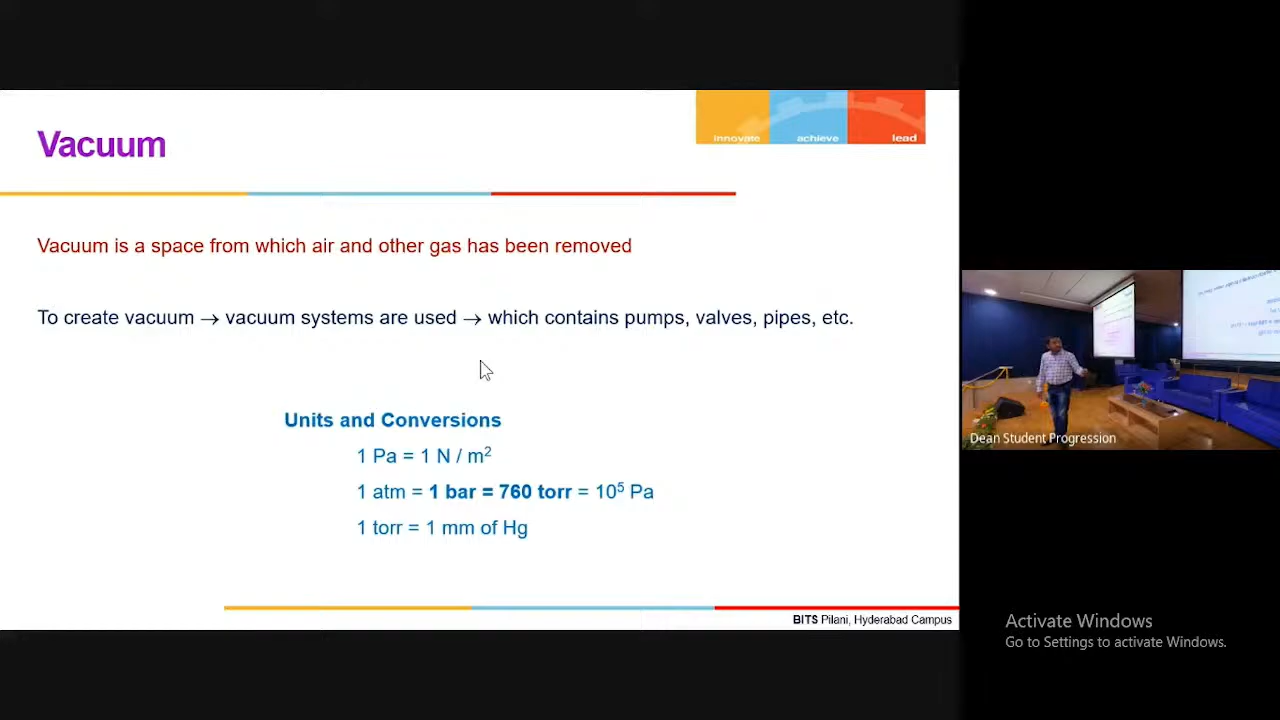 innovate achieve lead
Vacuum
Vacuum is a space from which air and other gas has been removed
To create vacuum → vacuum systems are used → which contains pumps, valves, pipes, etc.
Units and Conversions
1 Pa = 1 N / m²
1 atm = 1 bar = 760 torr = 10⁵ Pa
1 torr = 1 mm of Hg
BITS Pilani, Hyderabad Campus
Dean Student Progression
Activate Windows
Go to Settings to activate Windows.